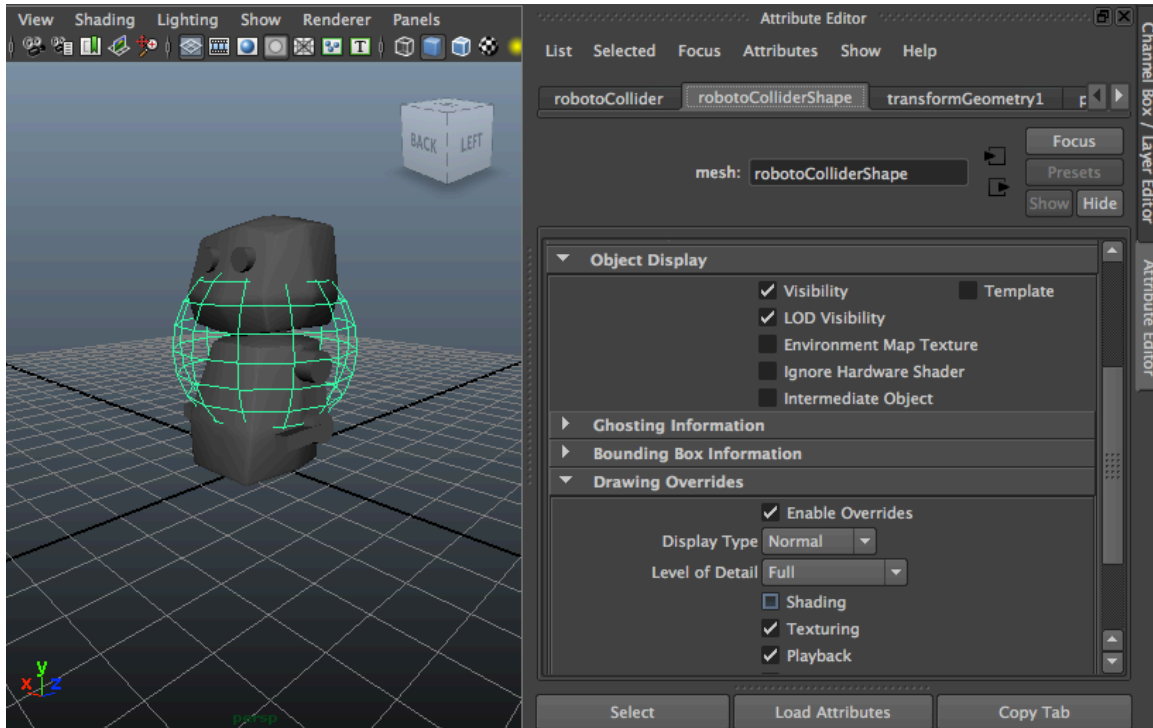 View Shading Lighting Show Renderer Panels
T
BACK LEFT
y
x z
persp
Attribute Editor
List Selected Focus Attributes Show Help
robotoCollider robotoColliderShape transformGeometry1 p
mesh: robotoColliderShape
Focus
Presets
Show Hide
Object Display
Visibility Template
LOD Visibility
Environment Map Texture
Ignore Hardware Shader
Intermediate Object
Ghosting Information
Bounding Box Information
Drawing Overrides
Enable Overrides
Display Type Normal
Level of Detail Full
Shading
Texturing
Playback
Select Load Attributes Copy Tab
Channel Box / Layer Editor
Attribute Editor